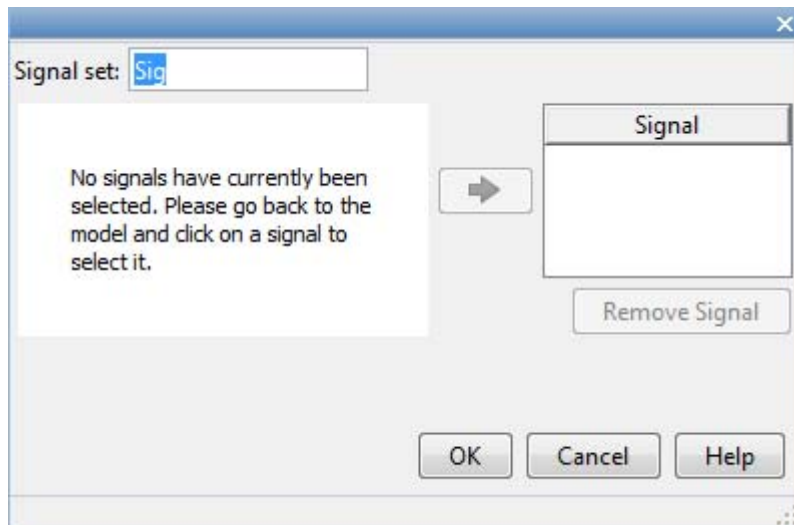 Signal set: Sig
Signal
No signals have currently been
selected. Please go back to the
model and click on a signal to
select it.
Remove Signal
OK Cancel Help